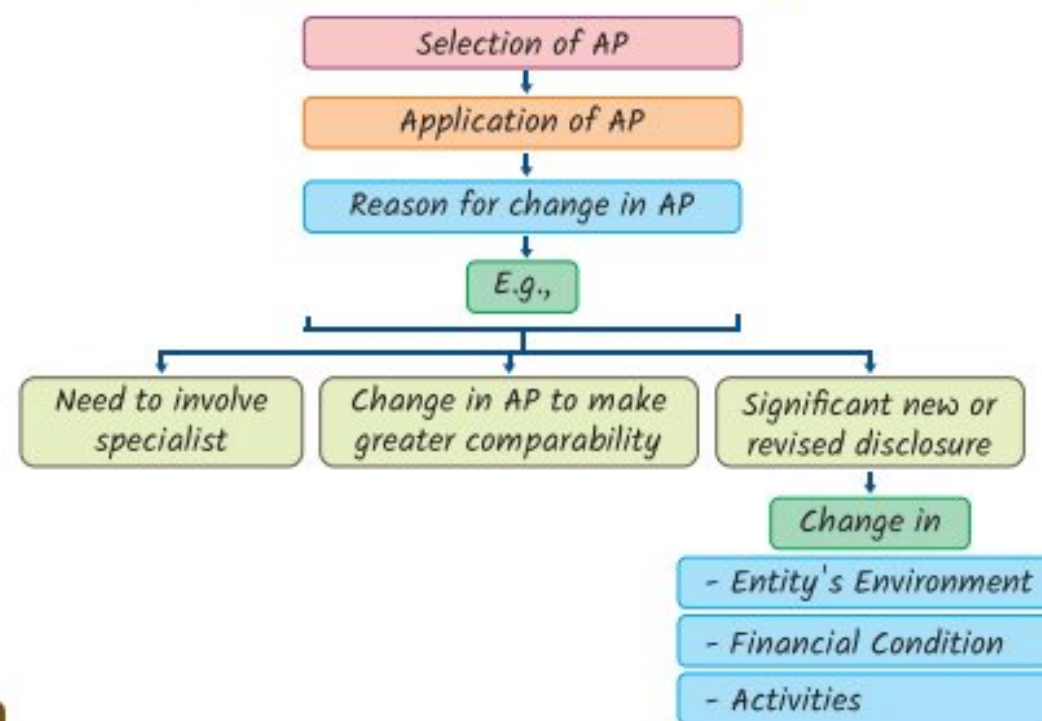 Selection of AP
Application of AP
Reason for change in AP
E.g.,
Need to involve
specialist
Change in AP to make
greater comparability
Significant new or
revised disclosure
Change in
- Entity's Environment
- Financial Condition
- Activities